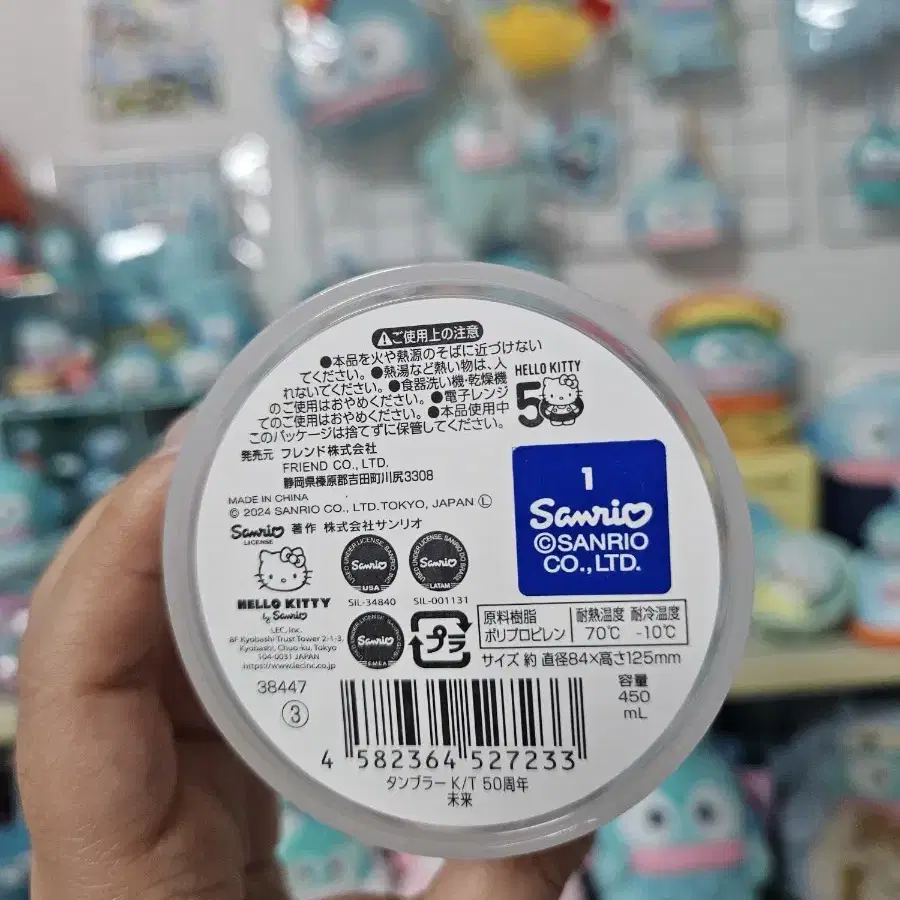 ご使用上の注意
●本品を火や熱源のそばに近づけない
てください。●熱湯など熱い物は、入
れないてください。●食器洗い機・乾燥機
のご使用はおやめください。●電子レンジ
てのご使用はおやめください。●本品使用中
このパッケージは捨てずに保管してください。
HELLO KITTY
50
発売元 フレンド株式会社
FRIEND CO., LTD.
静岡県榛原郡吉田町川尻3308
MADE IN CHINA
© 2024 SANRIO CO., LTD. TOKYO, JAPAN Ⓛ
Sanrio 著作 株式会社サンリオ
LICENSE
1
Sanrio
©SANRIO
CO., LTD.
HELLO KITTY
by Sanrio
LEC, Inc.
8F Kyobashi Trust Tower 2-1-3,
Kyobashi, Chuo-ku, Tokyo
104-0031 JAPAN
https://www.lecinc.co.jp
USED UNDER LICENSE SANRIO, INC.
Sanrio
USA
SIL-34840
Sanrio
LATAM
SIL-001131
Sanrio
EMEA
プラ
原料樹脂
ポリプロピレン
耐熱温度 耐冷温度
70℃ -10℃
サイズ 約 直径84×高さ125mm
38447
③
容量
450
mL
4 582364 527233
タンブラー K/T 50周年
未来